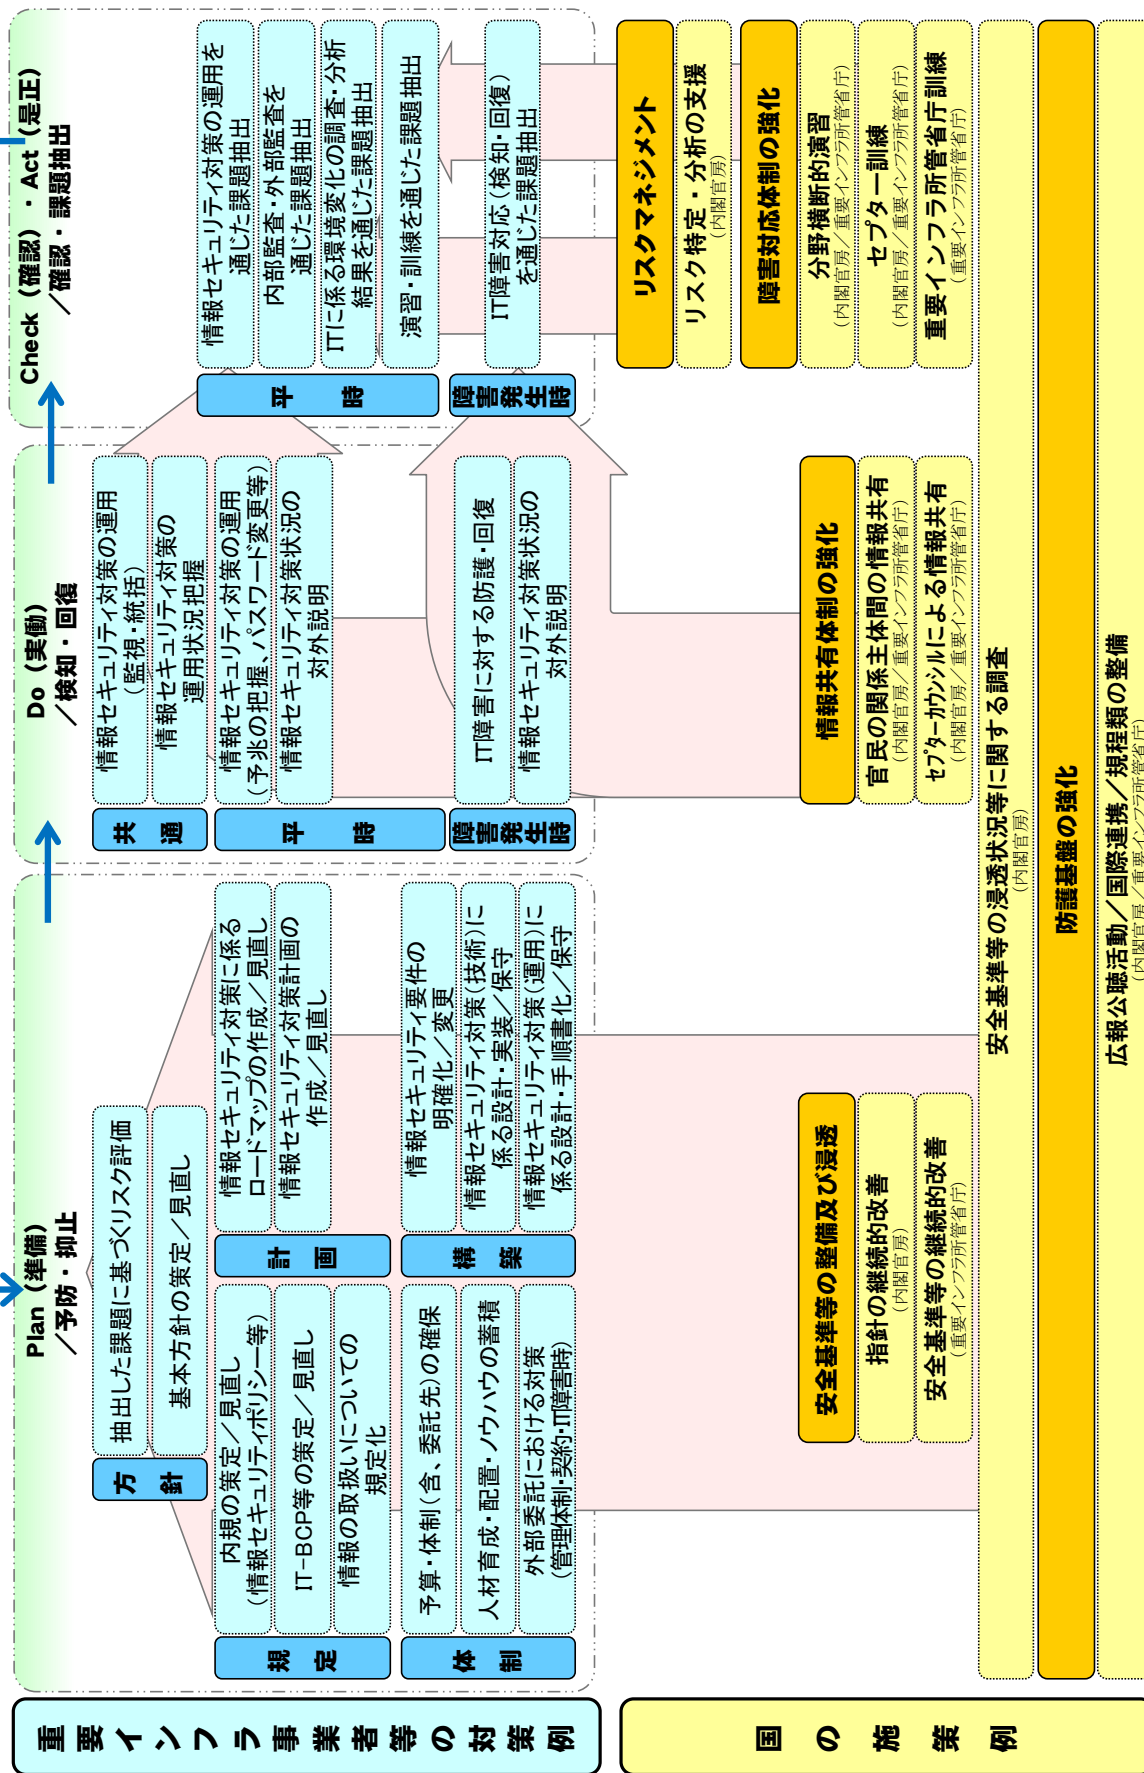 重要インフラ事業者等の対策例
Plan（準備）
／予防・抑止
方針
抽出した課題に基づくリスク評価
基本方針の策定／見直し
規定
内規の策定／見直し
（情報セキュリティポリシー等）
IT-BCP等の策定／見直し
情報の取扱いについての
規定化
計画
情報セキュリティ対策に係る
ロードマップの作成／見直し
情報セキュリティ対策計画の
作成／見直し
体制
予算・体制（含、委託先）の確保
人材育成・配置・ノウハウの蓄積
外部委託における対策
（管理体制・契約・IT障害時）
構築
情報セキュリティ要件の
明確化／変更
情報セキュリティ対策（技術）に
係る設計・実装／保守
情報セキュリティ対策（運用）に
係る設計・手順書化／保守
Do（実働）
／検知・回復
共通
情報セキュリティ対策の運用
（監視・統括）
情報セキュリティ対策の
運用状況把握
平時
情報セキュリティ対策の運用
（予兆の把握、パスワード変更等）
情報セキュリティ対策状況の
対外説明
障害発生時
IT障害に対する防護・回復
情報セキュリティ対策状況の
対外説明
Check（確認）・Act（是正）
／確認・課題抽出
平時
情報セキュリティ対策の運用を
通じた課題抽出
内部監査・外部監査を
通じた課題抽出
ITに係る環境変化の調査・分析
結果を通じた課題抽出
演習・訓練を通じた課題抽出
障害発生時
IT障害対応（検知・回復）
を通じた課題抽出
国の施策例
安全基準等の整備及び浸透
指針の継続的改善
（内閣官房）
安全基準等の継続的改善
（重要インフラ所管省庁）
情報共有体制の強化
官民の関係主体間の情報共有
（内閣官房／重要インフラ所管省庁）
セプターカウンシルによる情報共有
（内閣官房／重要インフラ所管省庁）
リスクマネジメント
リスク特定・分析の支援
（内閣官房）
障害対応体制の強化
分野横断的演習
（内閣官房／重要インフラ所管省庁）
セプター訓練
（内閣官房／重要インフラ所管省庁）
重要インフラ所管省庁訓練
（重要インフラ所管省庁）
安全基準等の浸透状況等に関する調査
（内閣官房）
防護基盤の強化
広報公聴活動／国際連携／規程類の整備
（内閣官房／重要インフラ所管省庁）